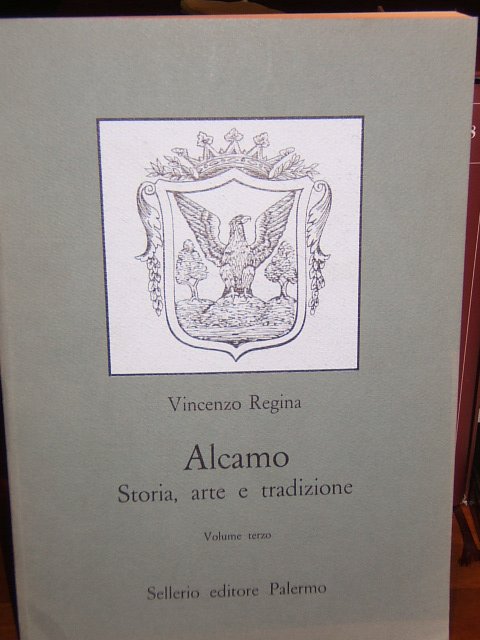 Vincenzo Regina
Alcamo
Storia, arte e tradizione
Volume terzo
Sellerio editore Palermo